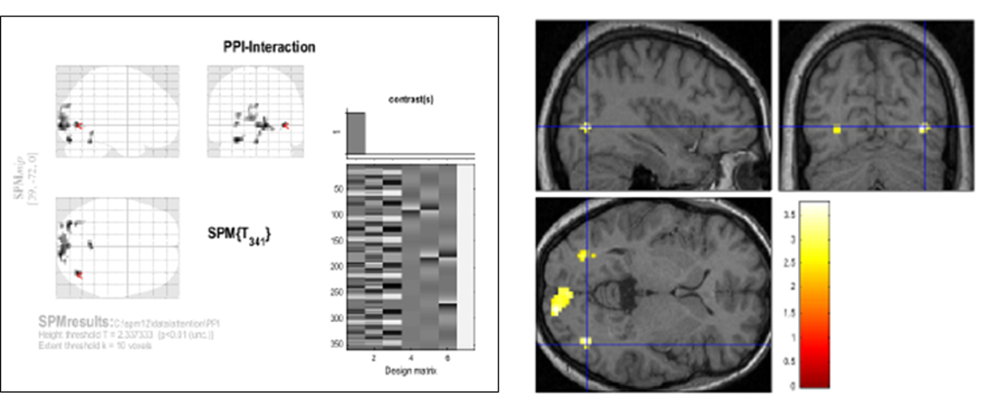 PPI-Interaction
contrast(s)
SPMmip
[39, -72, 0]
SPM{T341}
50
100
150
200
250
300
350
2 4 6
Design matrix
SPMresults: C:\spm12\data\attention\PPI
Height threshold T = 2.337333 {p<0.01 (unc.)}
Extent threshold k = 10 voxels
3.5
3
2.5
2
1.5
1
0.5
0